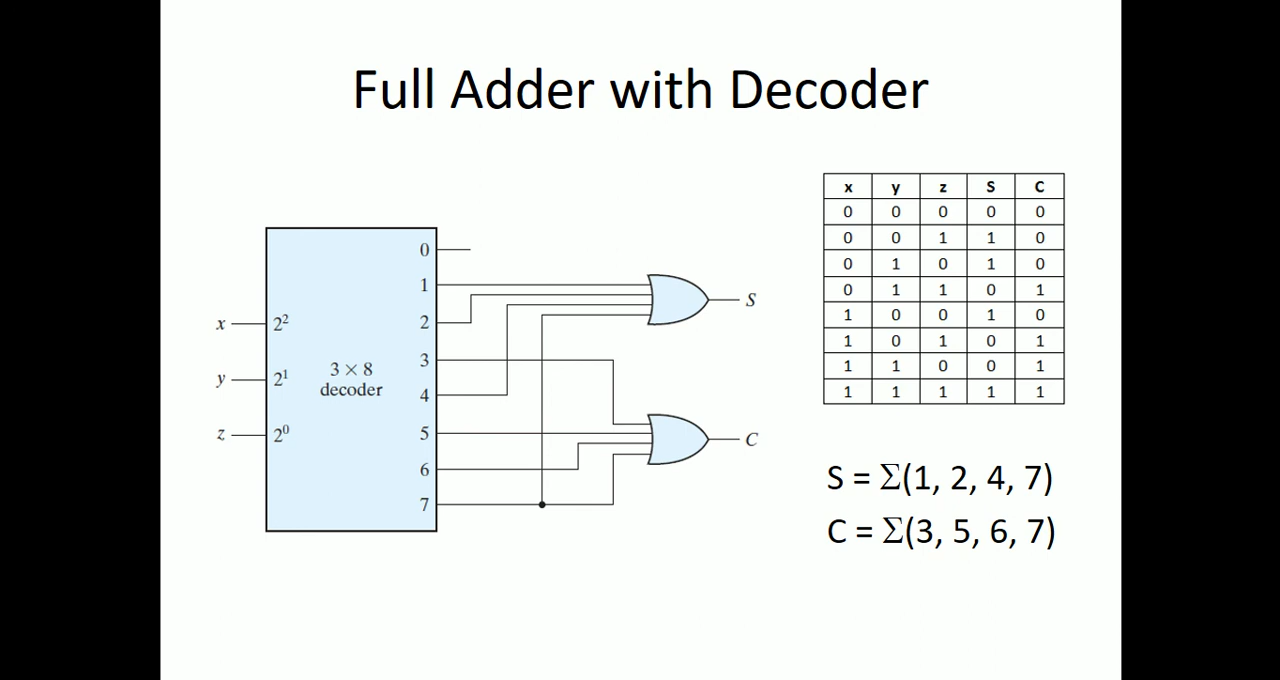 Full Adder with Decoder
x 2² 3 × 8 decoder
y 2¹
z 2⁰
0
1
2
3
4
5
6
7
S
C
x y z S C
0 0 0 0 0
0 0 1 1 0
0 1 0 1 0
0 1 1 0 1
1 0 0 1 0
1 0 1 0 1
1 1 0 0 1
1 1 1 1 1
S = Σ(1, 2, 4, 7)
C = Σ(3, 5, 6, 7)